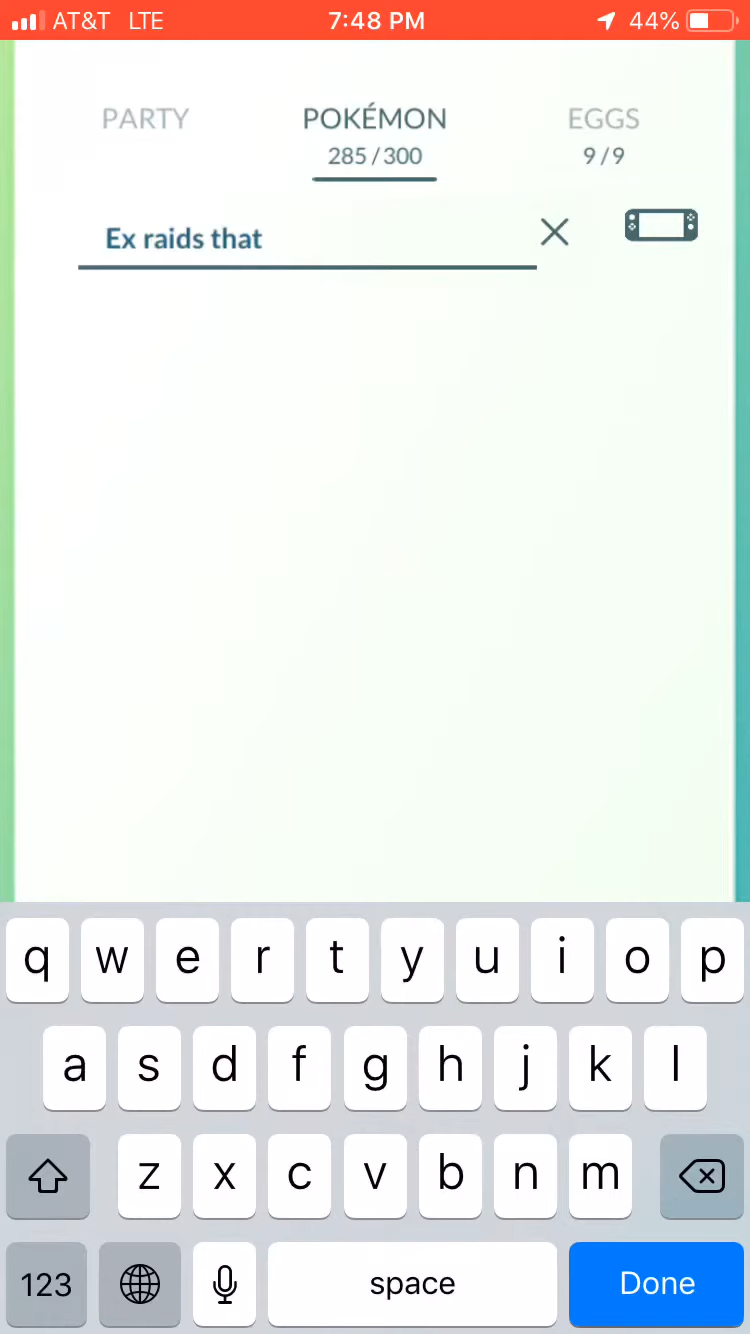 AT&T LTE 7:48 PM 44%
PARTY POKÉMON EGGS
285/300 9/9
Ex raids that
q w e r t y u i o p
a s d f g h j k l
z x c v b n m
123 space Done